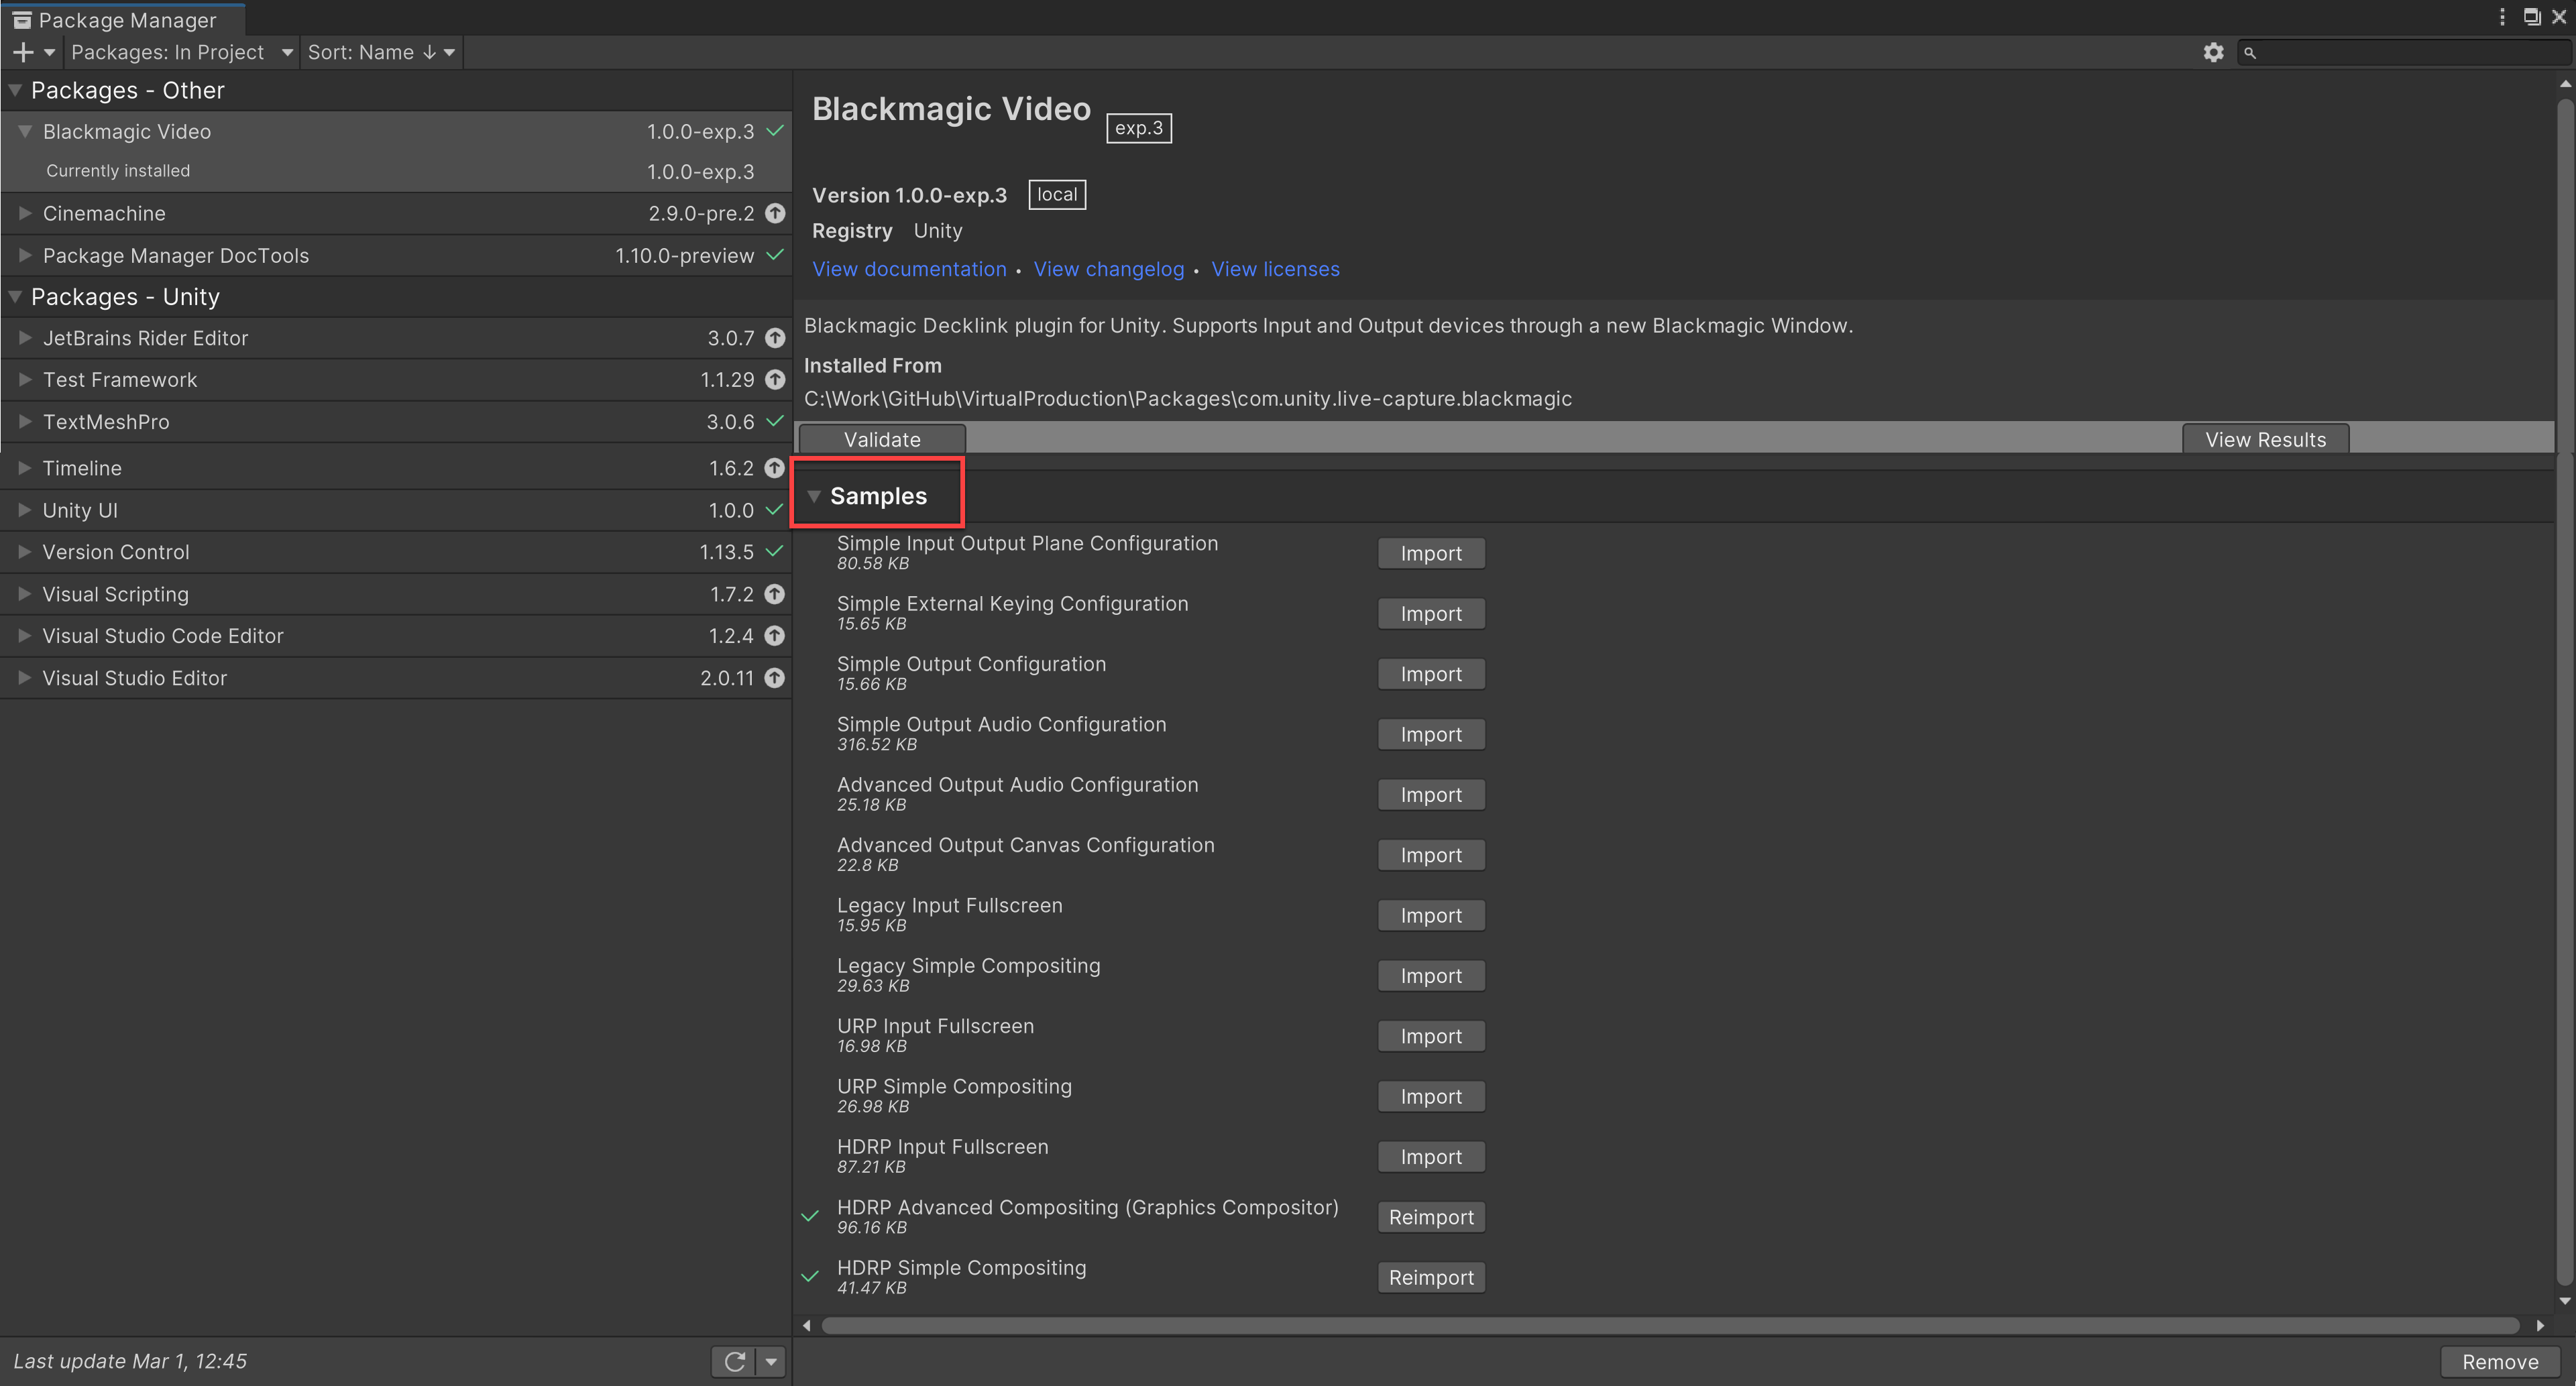 Package Manager
Packages: In Project
Sort: Name ↓
Packages - Other
Blackmagic Video 1.0.0-exp.3
Currently installed 1.0.0-exp.3
Cinemachine 2.9.0-pre.2
Package Manager DocTools 1.10.0-preview
Packages - Unity
JetBrains Rider Editor 3.0.7
Test Framework 1.1.29
TextMeshPro 3.0.6
Timeline 1.6.2
Unity UI 1.0.0
Version Control 1.13.5
Visual Scripting 1.7.2
Visual Studio Code Editor 1.2.4
Visual Studio Editor 2.0.11
Last update Mar 1, 12:45
Blackmagic Video exp.3
Version 1.0.0-exp.3 local
Registry Unity
View documentation • View changelog • View licenses
Blackmagic Decklink plugin for Unity. Supports Input and Output devices through a new Blackmagic Window.
Installed From
C:\Work\GitHub\VirtualProduction\Packages\com.unity.live-capture.blackmagic
Validate View Results
Samples
Simple Input Output Plane Configuration
80.58 KB
Import
Simple External Keying Configuration
15.65 KB
Import
Simple Output Configuration
15.66 KB
Import
Simple Output Audio Configuration
316.52 KB
Import
Advanced Output Audio Configuration
25.18 KB
Import
Advanced Output Canvas Configuration
22.8 KB
Import
Legacy Input Fullscreen
15.95 KB
Import
Legacy Simple Compositing
29.63 KB
Import
URP Input Fullscreen
16.98 KB
Import
URP Simple Compositing
26.98 KB
Import
HDRP Input Fullscreen
87.21 KB
Import
HDRP Advanced Compositing (Graphics Compositor)
96.16 KB
Reimport
HDRP Simple Compositing
41.47 KB
Reimport
Remove